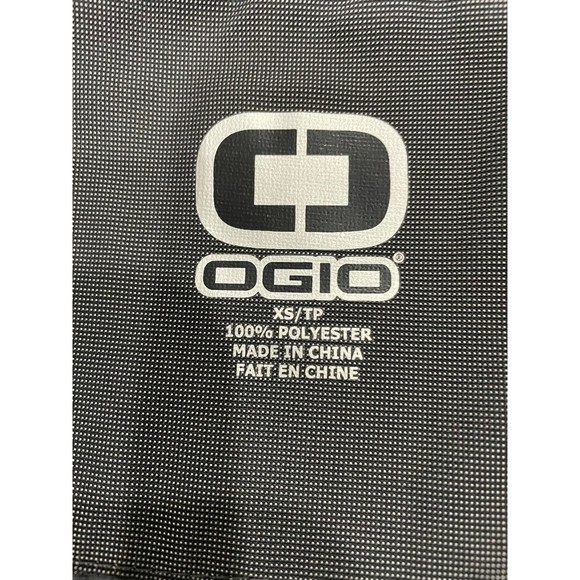 OGIO®
XS/TP
100% POLYESTER
MADE IN CHINA
FAIT EN CHINE